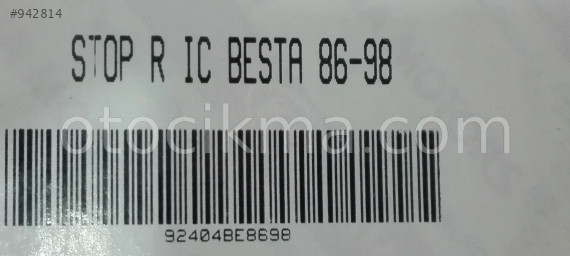 #942814
STOP R IC BESTA 86-98
otocikma.com
92404BE8698